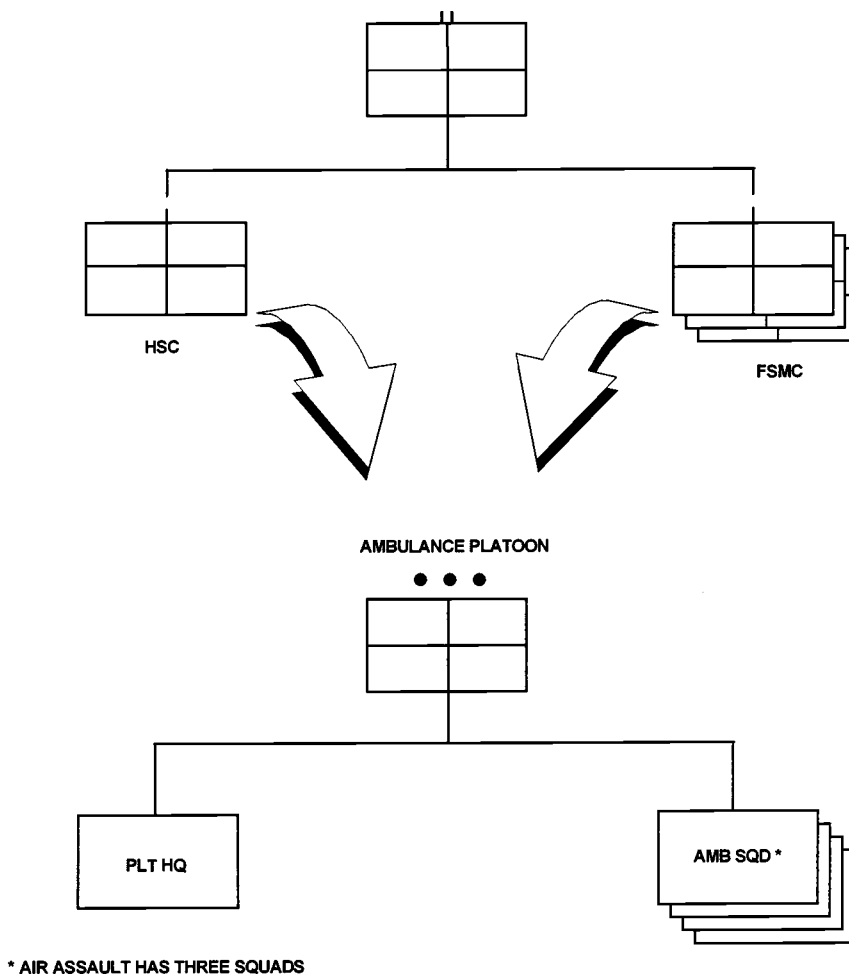 HSC
FSMC
AMBULANCE PLATOON
PLT HQ
AMB SQD *
* AIR ASSAULT HAS THREE SQUADS